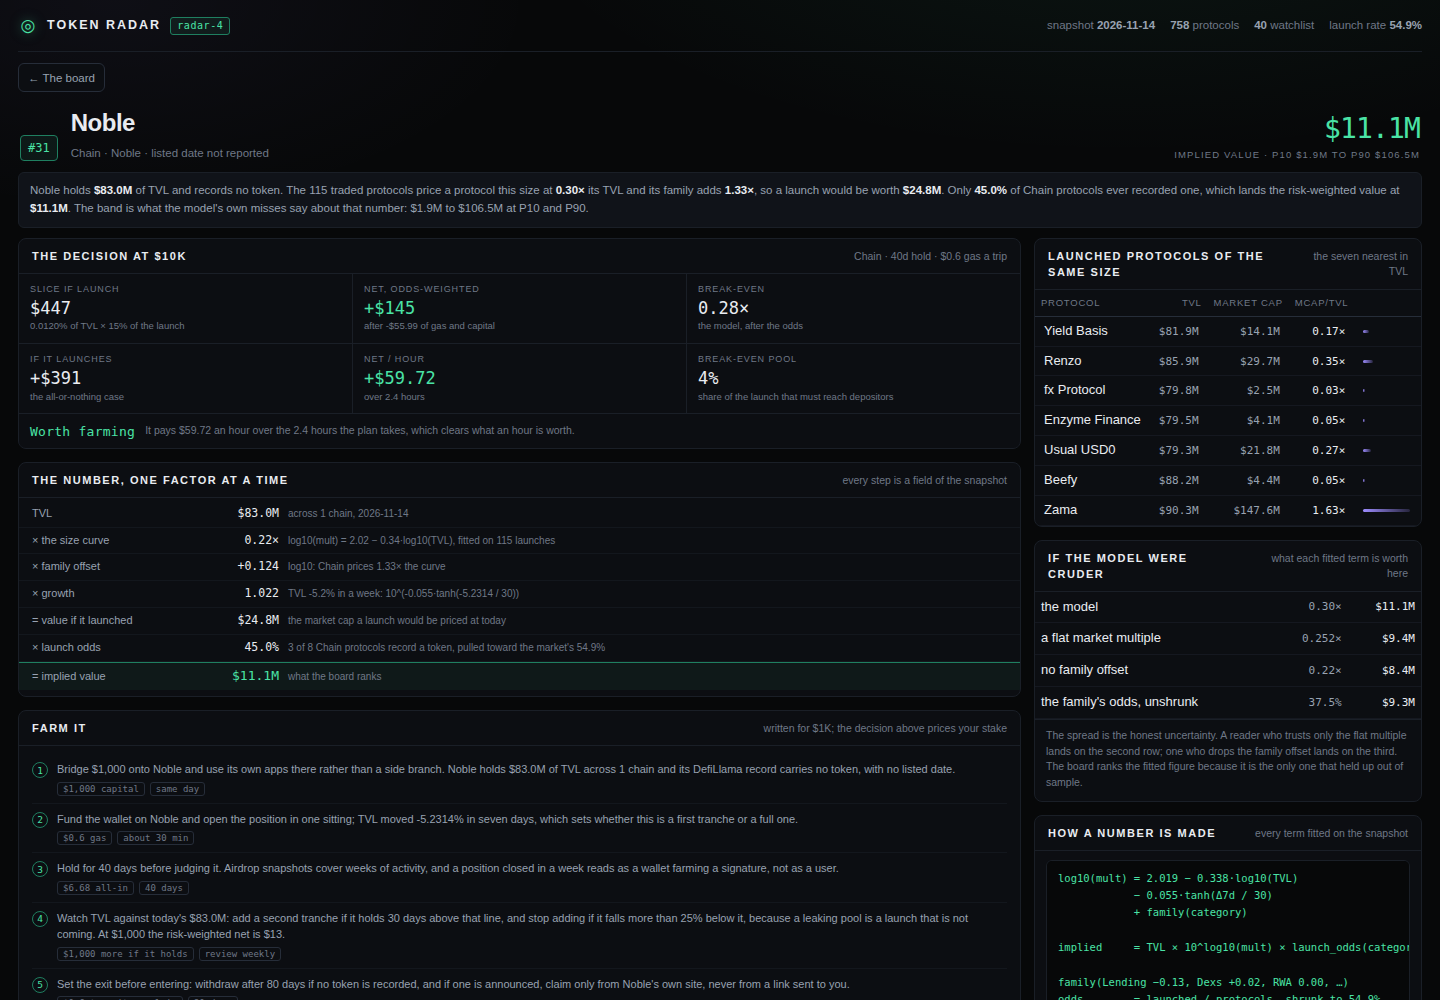 ◎ TOKEN RADAR radar-4
snapshot 2026-11-14 758 protocols 40 watchlist launch rate 54.9%
← The board
#31
Noble
Chain · Noble · listed date not reported
$11.1M
IMPLIED VALUE · P10 $1.9M TO P90 $106.5M
Noble holds $83.0M of TVL and records no token. The 115 traded protocols price a protocol this size at 0.30× its TVL and its family adds 1.33×, so a launch would be worth $24.8M. Only 45.0% of Chain protocols ever recorded one, which lands the risk-weighted value at
$11.1M. The band is what the model's own misses say about that number: $1.9M to $106.5M at P10 and P90.
THE DECISION AT $10K
Chain · 40d hold · $0.6 gas a trip
SLICE IF LAUNCH
$447
0.0120% of TVL × 15% of the launch
NET, ODDS-WEIGHTED
+$145
after -$55.99 of gas and capital
BREAK-EVEN
0.28×
the model, after the odds
IF IT LAUNCHES
+$391
the all-or-nothing case
NET / HOUR
+$59.72
over 2.4 hours
BREAK-EVEN POOL
4%
share of the launch that must reach depositors
Worth farming It pays $59.72 an hour over the 2.4 hours the plan takes, which clears what an hour is worth.
THE NUMBER, ONE FACTOR AT A TIME
every step is a field of the snapshot
TVL $83.0M across 1 chain, 2026-11-14
× the size curve 0.22× log10(mult) = 2.02 − 0.34·log10(TVL), fitted on 115 launches
× family offset +0.124 log10: Chain prices 1.33× the curve
× growth 1.022 TVL -5.2% in a week: 10^(-0.055·tanh(-5.2314 / 30))
= value if it launched $24.8M the market cap a launch would be priced at today
× launch odds 45.0% 3 of 8 Chain protocols record a token, pulled toward the market's 54.9%
= implied value $11.1M what the board ranks
FARM IT
written for $1K; the decision above prices your stake
1 Bridge $1,000 onto Noble and use its own apps there rather than a side branch. Noble holds $83.0M of TVL across 1 chain and its DefiLlama record carries no token, with no listed date.
$1,000 capital same day
2 Fund the wallet on Noble and open the position in one sitting; TVL moved -5.2314% in seven days, which sets whether this is a first tranche or a full one.
$0.6 gas about 30 min
3 Hold for 40 days before judging it. Airdrop snapshots cover weeks of activity, and a position closed in a week reads as a wallet farming a signature, not as a user.
$6.68 all-in 40 days
4 Watch TVL against today's $83.0M: add a second tranche if it holds 30 days above that line, and stop adding if it falls more than 25% below it, because a leaking pool is a launch that is not
coming. At $1,000 the risk-weighted net is $13.
$1,000 more if it holds review weekly
5 Set the exit before entering: withdraw after 80 days if no token is recorded, and if one is announced, claim only from Noble's own site, never from a link sent to you.
LAUNCHED PROTOCOLS OF THE
SAME SIZE
the seven nearest in
TVL
PROTOCOL TVL MARKET CAP MCAP/TVL
Yield Basis $81.9M $14.1M 0.17×
Renzo $85.9M $29.7M 0.35×
fx Protocol $79.8M $2.5M 0.03×
Enzyme Finance $79.5M $4.1M 0.05×
Usual USD0 $79.3M $21.8M 0.27×
Beefy $88.2M $4.4M 0.05×
Zama $90.3M $147.6M 1.63×
IF THE MODEL WERE
CRUDER
what each fitted term is worth
here
the model 0.30× $11.1M
a flat market multiple 0.252× $9.4M
no family offset 0.22× $8.4M
the family's odds, unshrunk 37.5% $9.3M
The spread is the honest uncertainty. A reader who trusts only the flat multiple
lands on the second row; one who drops the family offset lands on the third.
The board ranks the fitted figure because it is the only one that held up out of
sample.
HOW A NUMBER IS MADE
every term fitted on the snapshot
log10(mult) = 2.019 − 0.338·log10(TVL)
− 0.055·tanh(Δ7d / 30)
+ family(category)
implied = TVL × 10^log10(mult) × launch_odds(categor
family(Lending −0.13, Dexs +0.02, RWA 0.00, …)
odds = launched / protocols, shrunk to 54.9%